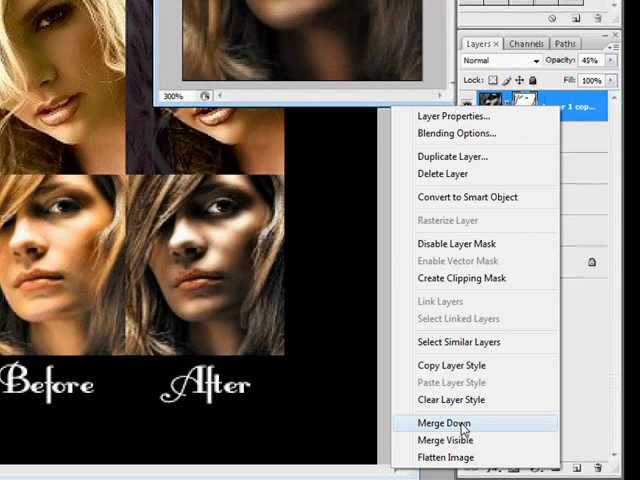 Layers × Channels Paths
Normal Opacity: 45%
Lock: Fill: 100%
300%
1 cop...
Layer Properties...
Blending Options...
Duplicate Layer...
Delete Layer
Convert to Smart Object
Rasterize Layer
Disable Layer Mask
Enable Vector Mask
Create Clipping Mask
Link Layers
Select Linked Layers
Select Similar Layers
Copy Layer Style
Paste Layer Style
Clear Layer Style
Merge Down
Merge Visible
Flatten Image
Before After